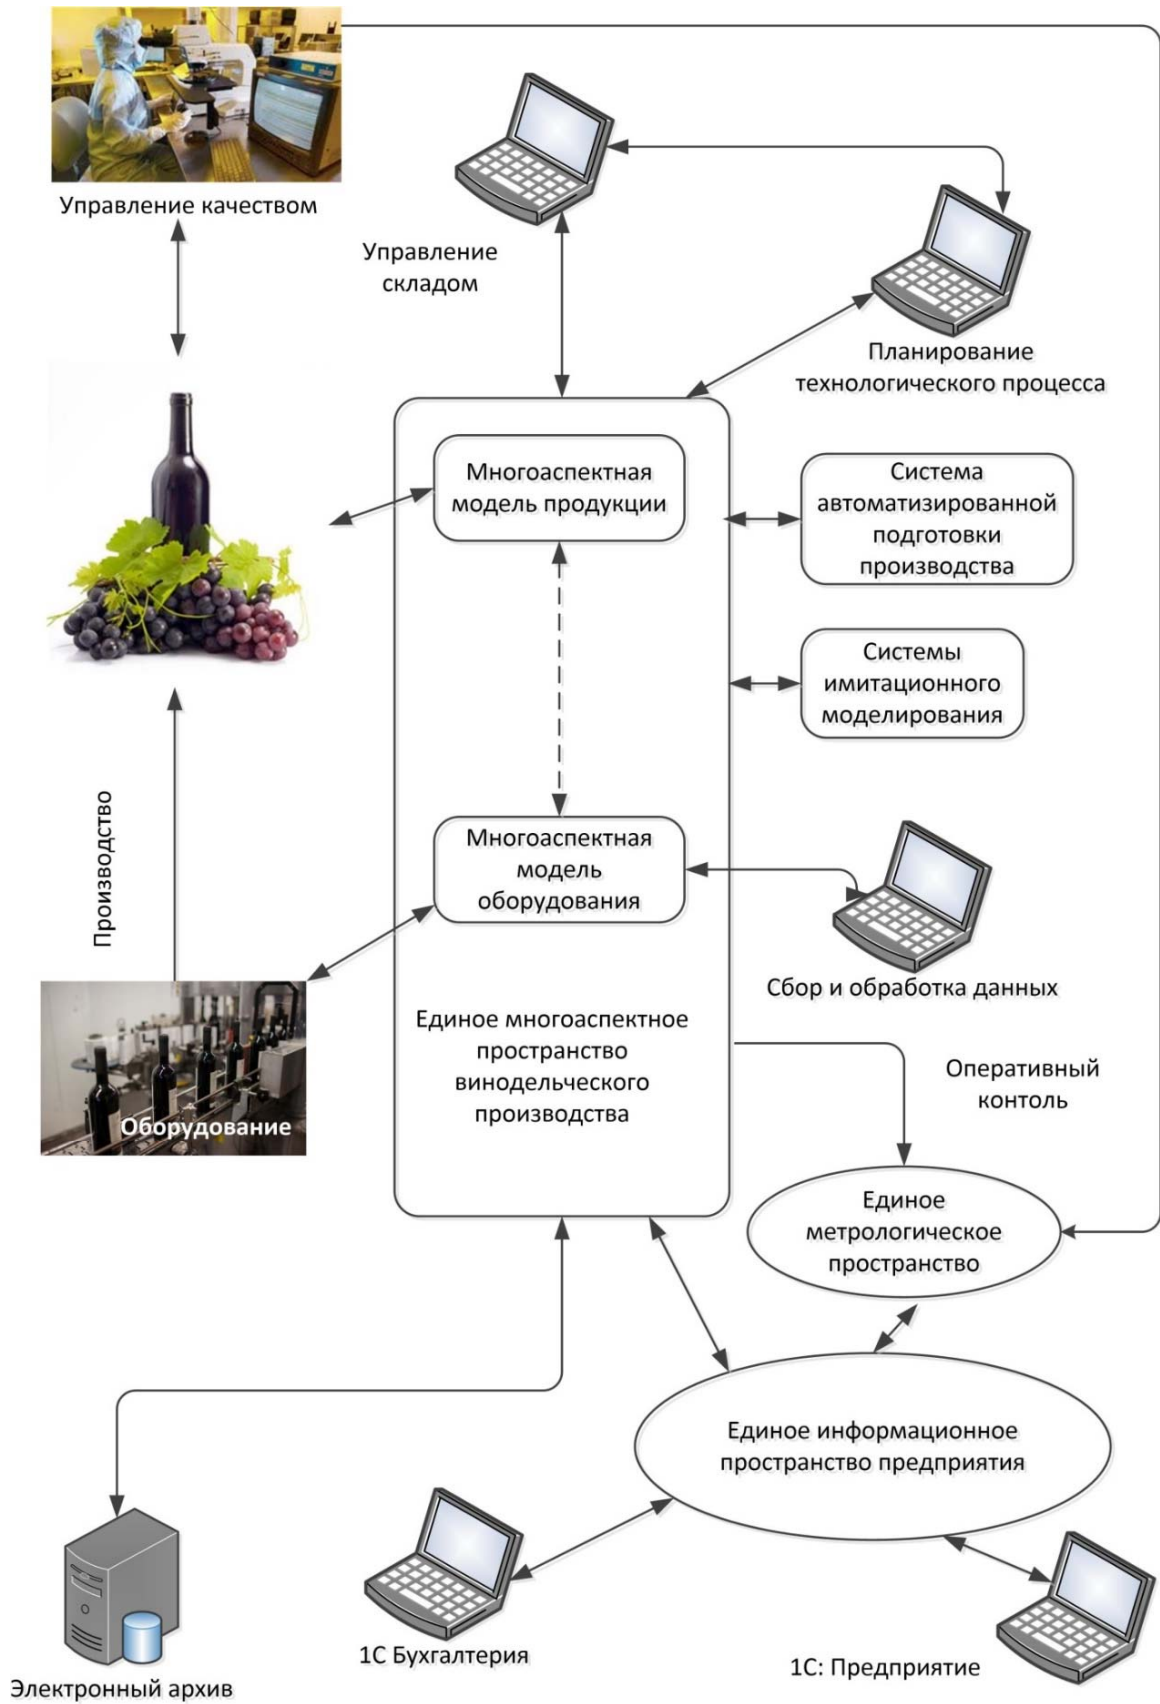 Управление качеством
Управление
складом
Планирование
технологического процесса
Многоаспектная
модель продукции
Система
автоматизированной
подготовки
производства
Системы
имитационного
моделирования
Производство
Многоаспектная
модель
оборудования
Сбор и обработка данных
Оборудование
Единое многоаспектное
пространство
винодельческого
производства
Оперативный
контоль
Единое
метрологическое
пространство
Единое информационное
пространство предприятия
1С Бухгалтерия
1С: Предприятие
Электронный архив